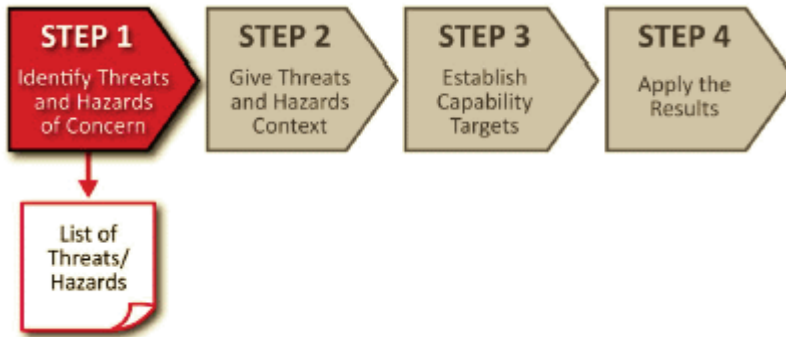 STEP 1
Identify Threats
and Hazards
of Concern
STEP 2
Give Threats
and Hazards
Context
STEP 3
Establish
Capability
Targets
STEP 4
Apply the
Results
List of
Threats/
Hazards